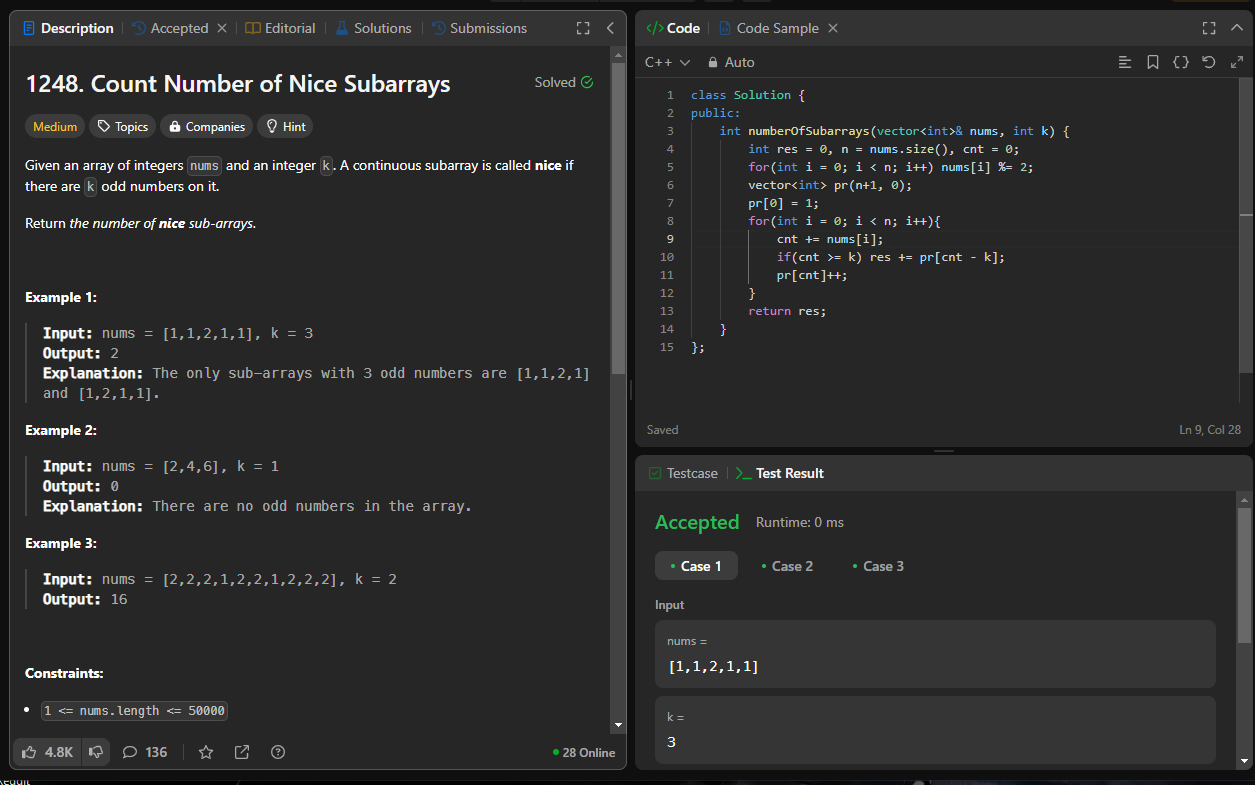 Description
Accepted
Editorial
Solutions
Submissions
1248. Count Number of Nice Subarrays
Solved
Medium
Topics
Companies
Hint
Given an array of integers nums and an integer k. A continuous subarray is called nice if
there are k odd numbers on it.
Return the number of nice sub-arrays.
Example 1:
Input: nums = [1,1,2,1,1], k = 3
Output: 2
Explanation: The only sub-arrays with 3 odd numbers are [1,1,2,1]
and [1,2,1,1].
Example 2:
Input: nums = [2,4,6], k = 1
Output: 0
Explanation: There are no odd numbers in the array.
Example 3:
Input: nums = [2,2,2,1,2,2,1,2,2,2], k = 2
Output: 16
Constraints:
1 <= nums.length <= 50000
4.8K
136
28 Online
Code
Code Sample
C++
Auto
1 class Solution {
2 public:
3 int numberOfSubarrays(vector<int>& nums, int k) {
4 int res = 0, n = nums.size(), cnt = 0;
5 for(int i = 0; i < n; i++) nums[i] %= 2;
6 vector<int> pr(n+1, 0);
7 pr[0] = 1;
8 for(int i = 0; i < n; i++){
9 cnt += nums[i];
10 if(cnt >= k) res += pr[cnt - k];
11 pr[cnt]++;
12 }
13 return res;
14 }
15 };
Saved
Ln 9, Col 28
Testcase
Test Result
Accepted
Runtime: 0 ms
Case 1
Case 2
Case 3
Input
nums =
[1,1,2,1,1]
k =
3